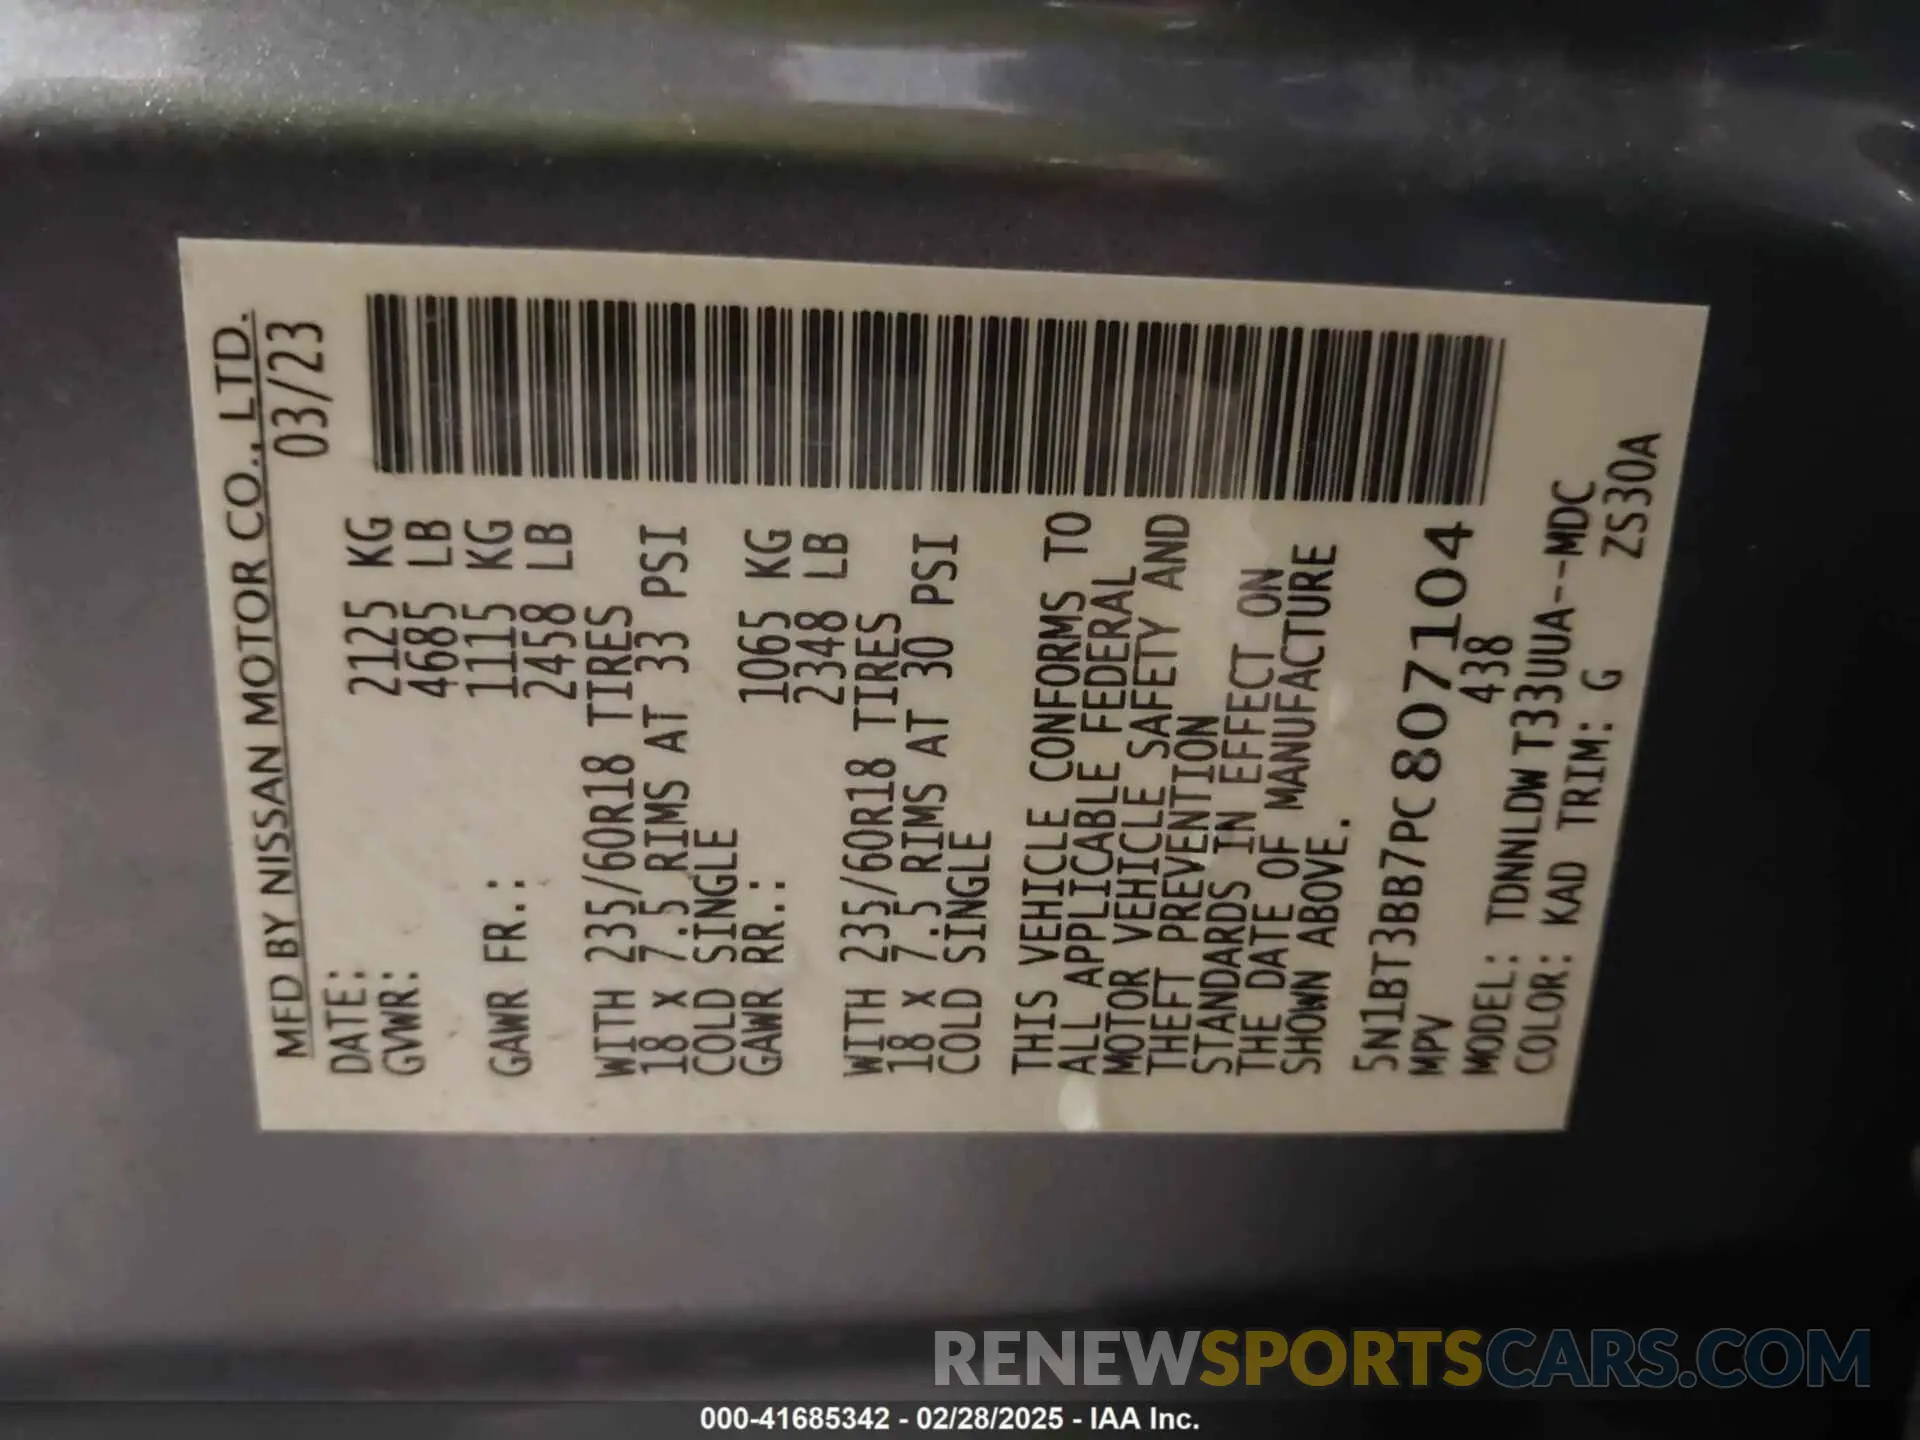 MFD BY NISSAN MOTOR CO., LTD.
DATE: 03/23
GVWR: 2125 KG
4685 LB
GAWR FR.: 1115 KG
2458 LB
WITH 235/60R18 TIRES
18 X 7.5 RIMS AT 33 PSI
COLD SINGLE
GAWR RR.: 1065 KG
2348 LB
WITH 235/60R18 TIRES
18 X 7.5 RIMS AT 30 PSI
COLD SINGLE
THIS VEHICLE CONFORMS TO
ALL APPLICABLE FEDERAL
MOTOR VEHICLE SAFETY AND
THEFT PREVENTION
STANDARDS IN EFFECT ON
THE DATE OF MANUFACTURE
SHOWN ABOVE.
5N1BT3BB7PC807104
MPV 438
MODEL: TDNNLDW T33UUA--MDC
COLOR: KAD TRIM: G ZS30A
RENEWSPORTSCARS.COM
000-41685342 - 02/28/2025 - IAA Inc.